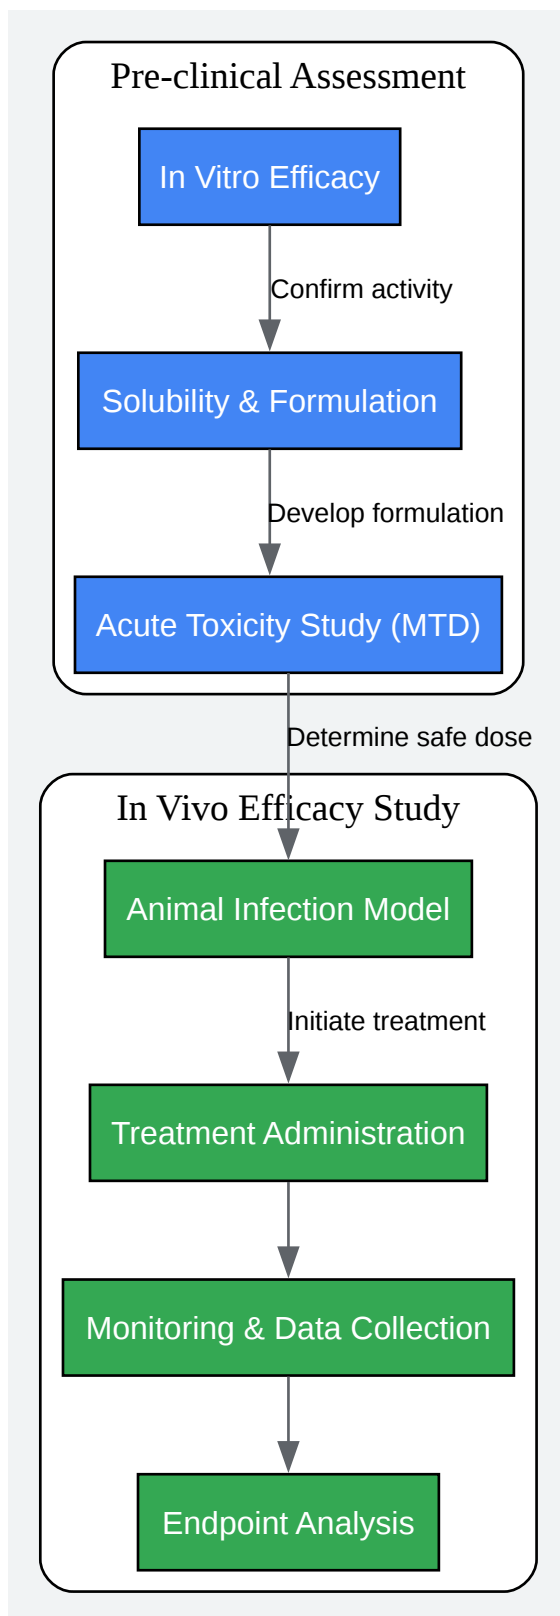 Pre-clinical Assessment
In Vitro Efficacy
Confirm activity
Solubility & Formulation
Develop formulation
Acute Toxicity Study (MTD)
Determine safe dose
In Vivo Efficacy Study
Animal Infection Model
Initiate treatment
Treatment Administration
Monitoring & Data Collection
Endpoint Analysis